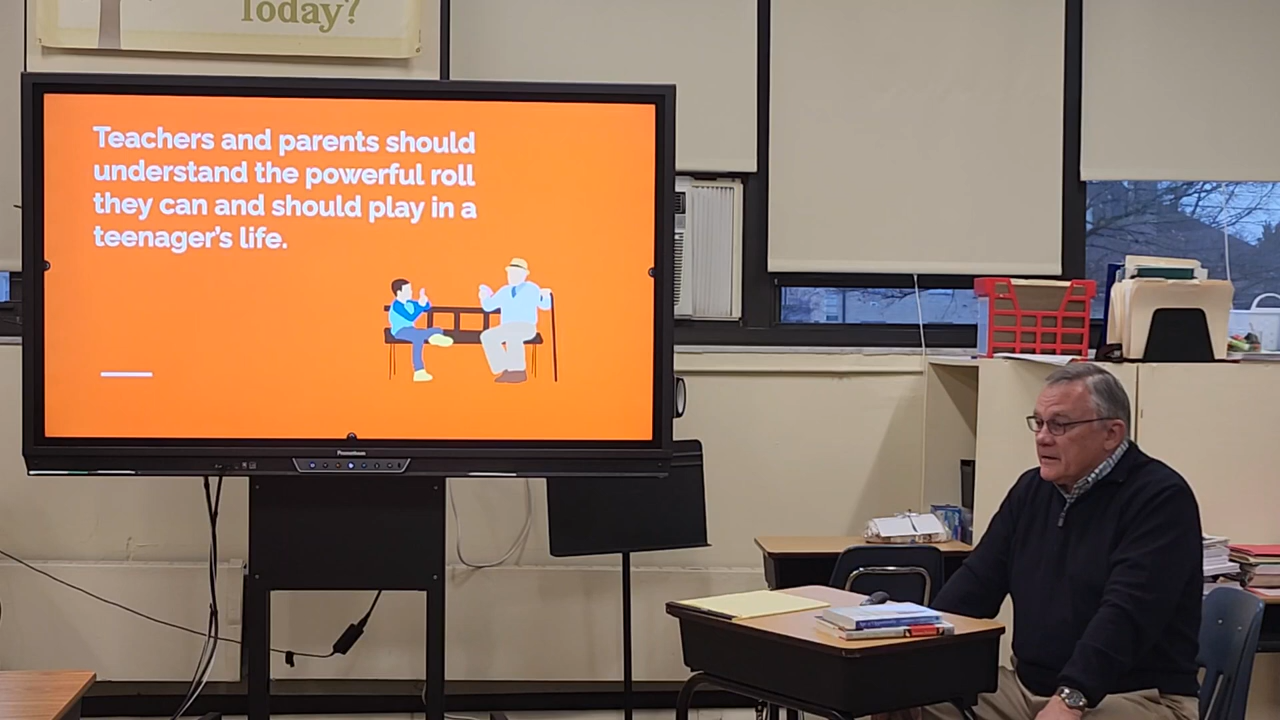 Today?
Teachers and parents should
understand the powerful roll
they can and should play in a
teenager's life.
Promethean